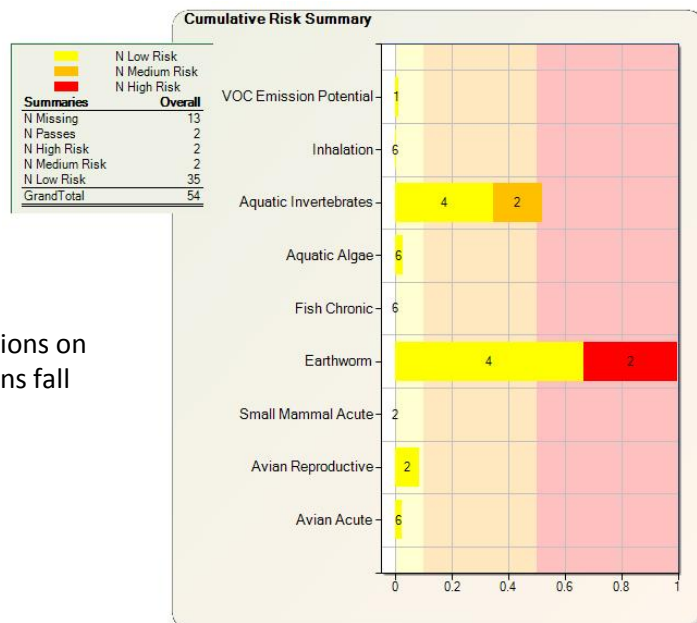 Cumulative Risk Summary
N Low Risk
N Medium Risk
N High Risk
Summaries Overall
N Missing 13
N Passes 2
N High Risk 2
N Medium Risk 2
N Low Risk 35
GrandTotal 54
ions on
ns fall
VOC Emission Potential 1
Inhalation 6
Aquatic Invertebrates 4 2
Aquatic Algae 6
Fish Chronic 6
Earthworm 4 2
Small Mammal Acute 2
Avian Reproductive 2
Avian Acute 6
0 0.2 0.4 0.6 0.8 1